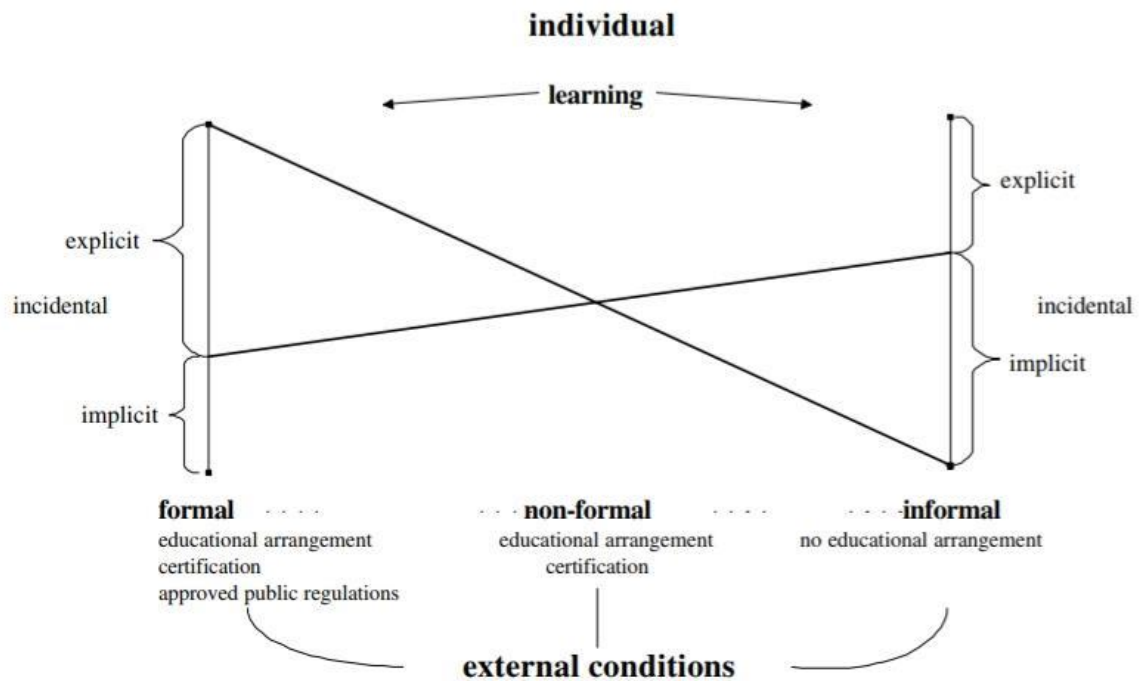 individual
learning
explicit
explicit
incidental
incidental
implicit
implicit
formal
non-formal
informal
educational arrangement
educational arrangement
no educational arrangement
certification
certification
approved public regulations
external conditions